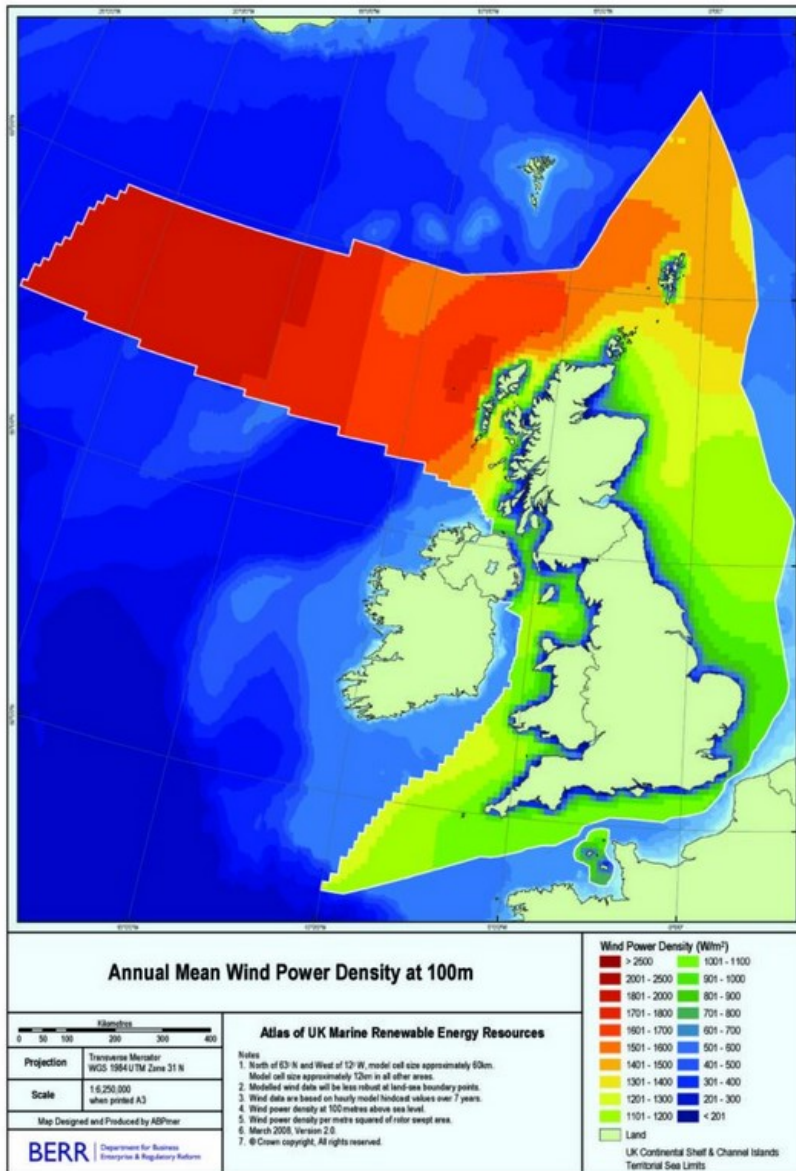 Annual Mean Wind Power Density at 100m
Kilometres
0 50 100 200 300 400
Projection
Transverse Mercator
WGS 1984 UTM Zone 31 N
Scale
1:6,250,000
when printed A3
Map Designed and Produced by ABPmer
BERR
Department for Business
Enterprise & Regulatory Reform
Atlas of UK Marine Renewable Energy Resources
Notes
1. North of 63° N and West of 12° W, model cell size approximately 60km.
Model cell size approximately 12km in all other areas.
2. Modelled wind data will be less robust at land-sea boundary points.
3. Wind data are based on hourly model hindcast values over 7 years.
4. Wind power density at 100 metres above sea level.
5. Wind power density per metre squared of rotor swept area.
6. March 2008, Version 2.0.
7. © Crown copyright, All rights reserved.
Wind Power Density (W/m²)
> 2500
2001 - 2500
1801 - 2000
1701 - 1800
1601 - 1700
1501 - 1600
1401 - 1500
1301 - 1400
1201 - 1300
1101 - 1200
1001 - 1100
901 - 1000
801 - 900
701 - 800
601 - 700
501 - 600
401 - 500
301 - 400
201 - 300
< 201
Land
UK Continental Shelf & Channel Islands
Territorial Sea Limits